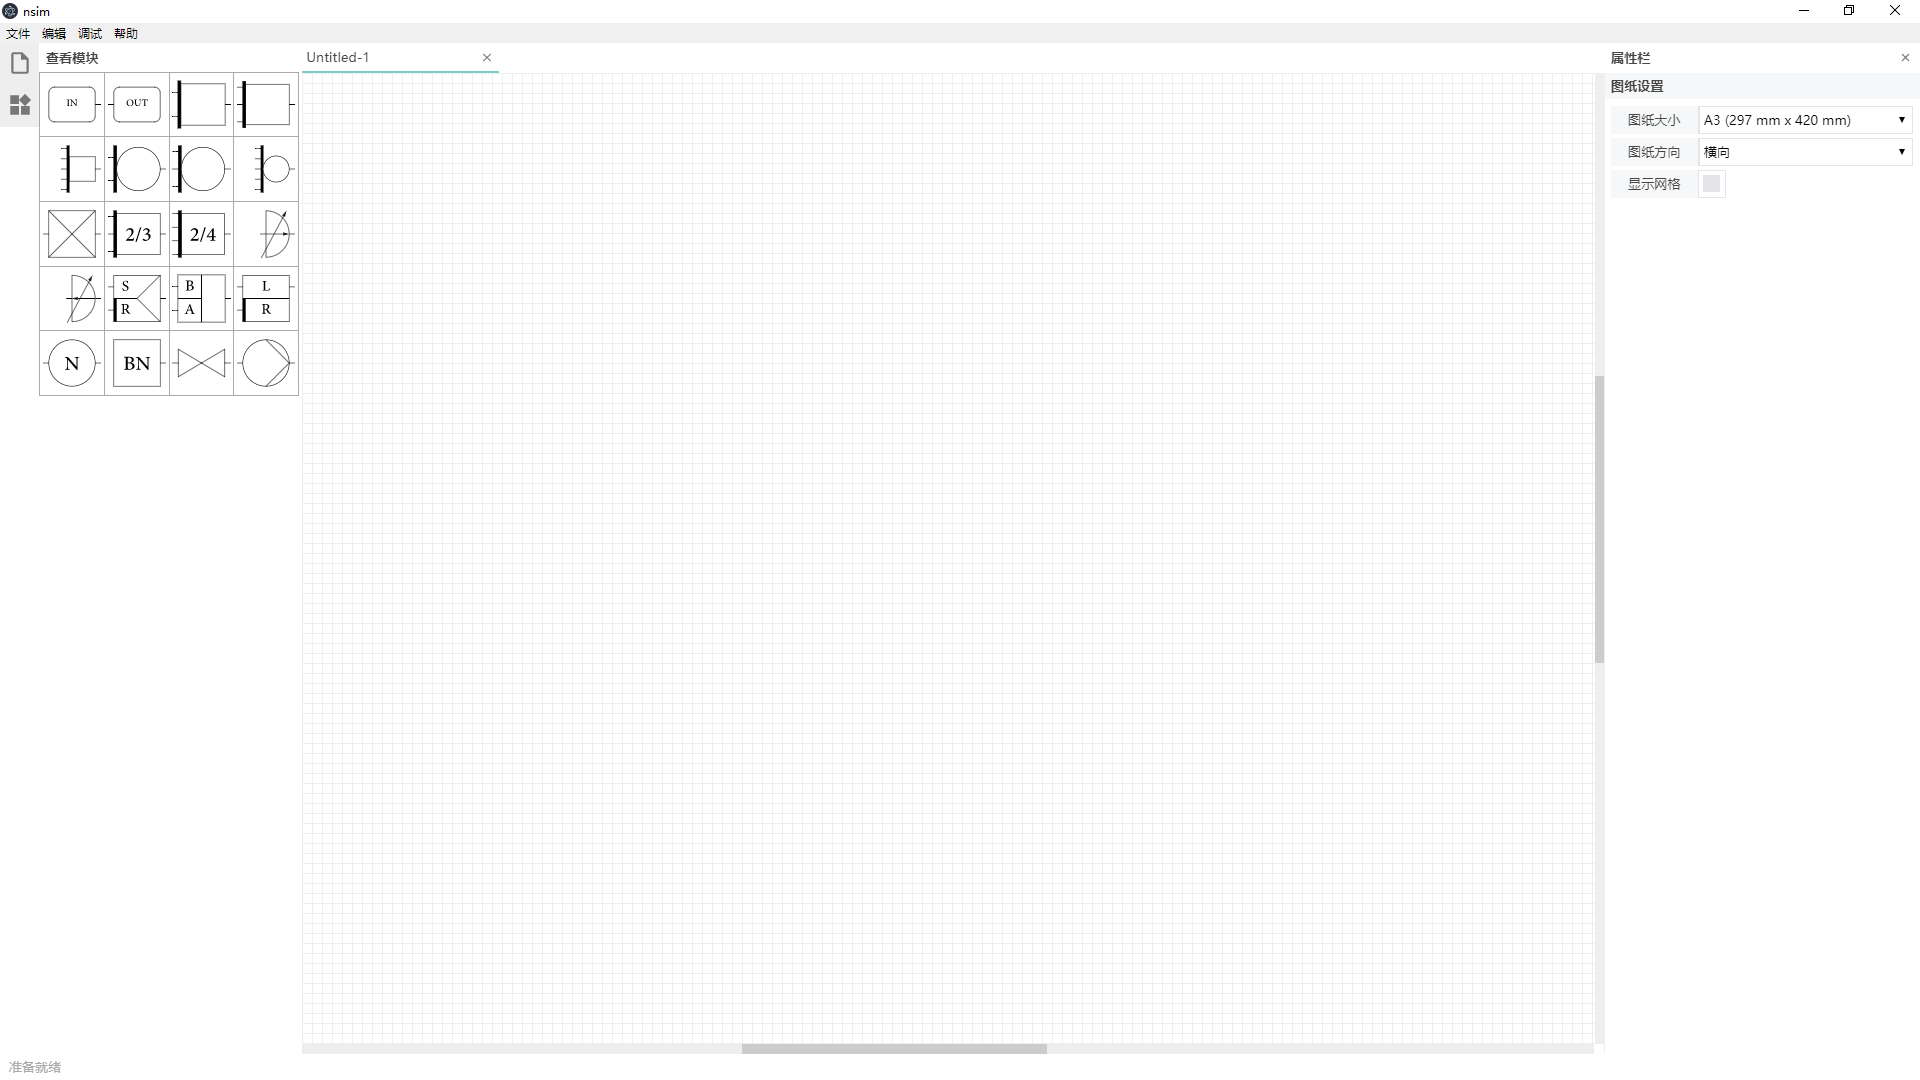 nsim
文件 编辑 调试 帮助
查看模块
Untitled-1
属性栏
IN OUT
2/3 2/4
S B L
R A R
N BN
图纸设置
图纸大小 A3 (297 mm x 420 mm)
图纸方向 横向
显示网格
准备就绪